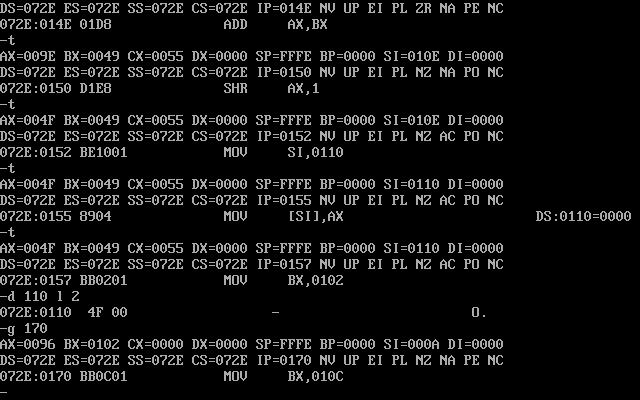 DS=072E ES=072E SS=072E CS=072E IP=014E NV UP EI PL ZR NA PE NC
072E:014E 01D8 ADD AX,BX
-t
AX=009E BX=0049 CX=0055 DX=0000 SP=FFFE BP=0000 SI=010E DI=0000
DS=072E ES=072E SS=072E CS=072E IP=0150 NV UP EI PL NZ NA PO NC
072E:0150 D1E8 SHR AX,1
-t
AX=004F BX=0049 CX=0055 DX=0000 SP=FFFE BP=0000 SI=010E DI=0000
DS=072E ES=072E SS=072E CS=072E IP=0152 NV UP EI PL NZ AC PO NC
072E:0152 BE1001 MOV SI,0110
-t
AX=004F BX=0049 CX=0055 DX=0000 SP=FFFE BP=0000 SI=0110 DI=0000
DS=072E ES=072E SS=072E CS=072E IP=0155 NV UP EI PL NZ AC PO NC
072E:0155 8904 MOV [SI],AX DS:0110=0000
-t
AX=004F BX=0049 CX=0055 DX=0000 SP=FFFE BP=0000 SI=0110 DI=0000
DS=072E ES=072E SS=072E CS=072E IP=0157 NV UP EI PL NZ AC PO NC
072E:0157 BB0201 MOV BX,0102
-d 110 l 2
072E:0110 4F 00 - O.
-g 170
AX=0096 BX=0102 CX=0000 DX=0000 SP=FFFE BP=0000 SI=000A DI=0000
DS=072E ES=072E SS=072E CS=072E IP=0170 NV UP EI PL NZ NA PE NC
072E:0170 BB0C01 MOV BX,010C
-